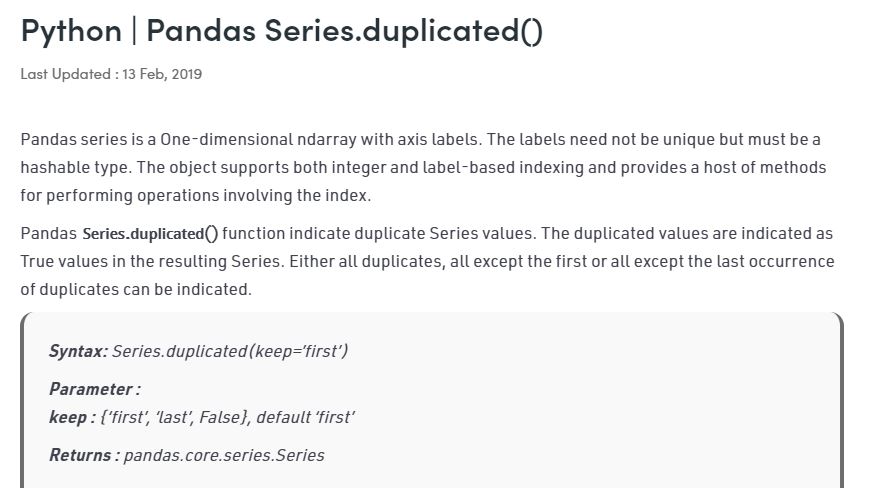 Python | Pandas Series.duplicated()
Last Updated : 13 Feb, 2019
Pandas series is a One-dimensional ndarray with axis labels. The labels need not be unique but must be a
hashable type. The object supports both integer and label-based indexing and provides a host of methods
for performing operations involving the index.
Pandas Series.duplicated() function indicate duplicate Series values. The duplicated values are indicated as
True values in the resulting Series. Either all duplicates, all except the first or all except the last occurrence
of duplicates can be indicated.
Syntax: Series.duplicated(keep=’first’)
Parameter :
keep : {‘first’, ‘last’, False}, default ‘first’
Returns : pandas.core.series.Series